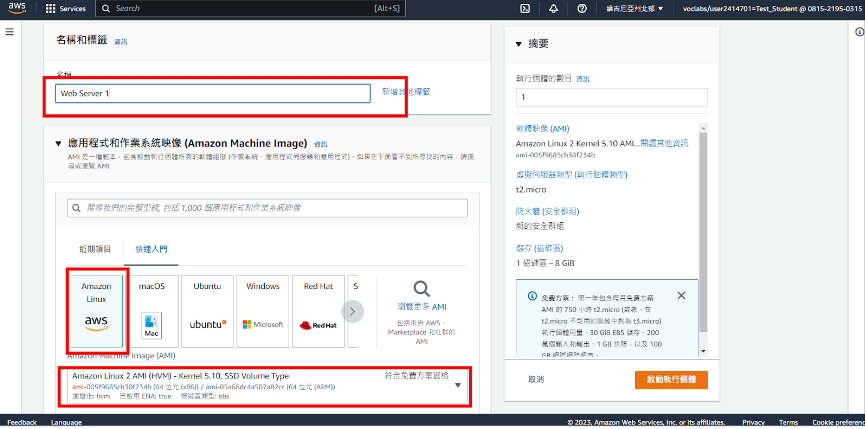 aws
Services
Search
[Alt+S]
維吉尼亞州北部
voclabs/user2414701=Test_Student @ 0815-2195-0315
名稱和標籤 資訊
名稱
Web Server 1
新增其他標籤
應用程式和作業系統映像 (Amazon Machine Image) 資訊
AMI 是一種範本，包含啟動執行個體所需的軟體組態 (作業系統、應用程式伺服器和應用程式)。如果在下面看不到所尋找的內容，請搜
尋或瀏覽 AMI
搜尋我們的完整型錄, 包括 1,000 個應用程式和作業系統映像
近期項目
快速入門
Amazon
Linux
aws
macOS
Mac
Ubuntu
ubuntu
Windows
Microsoft
Red Hat
Red Hat
S
瀏覽更多 AMI
包括來自 AWS、
Marketplace 和社群的
AMI
Amazon Machine Image (AMI)
Amazon Linux 2 AMI (HVM) - Kernel 5.10, SSD Volume Type
符合免費方案資格
ami-005f9685cb30f234b (64 位元 (x86)) / ami-05a66dc4a507a82cr (64 位元 (ARM))
虛擬化: hvm 已啟用 ENA: true 根裝置類型: ebs
摘要
執行個體的數目 資訊
1
軟體映像 (AMI)
Amazon Linux 2 Kernel 5.10 AMI...閱讀其他資訊
ami-005f9685cb30f234b
虛擬伺服器類型 (執行個體類型)
t2.micro
防火牆 (安全群組)
新的安全群組
儲存 (磁碟區)
1 磁碟區 – 8 GiB
免費方案： 第一年包含每月免費方案
AMI 的 750 小時 t2.micro (或者，在
t2.micro 不可用的區域中則為 t3.micro)
執行個體用量、30 GiB EBS 儲存、200
萬個輸入和輸出、1 GB 快照，以及 100
GB 網際網路頻寬。
取消
啟動執行個體
Feedback
Language
© 2023, Amazon Web Services, Inc. or its affiliates.
Privacy
Terms
Cookie preferenc